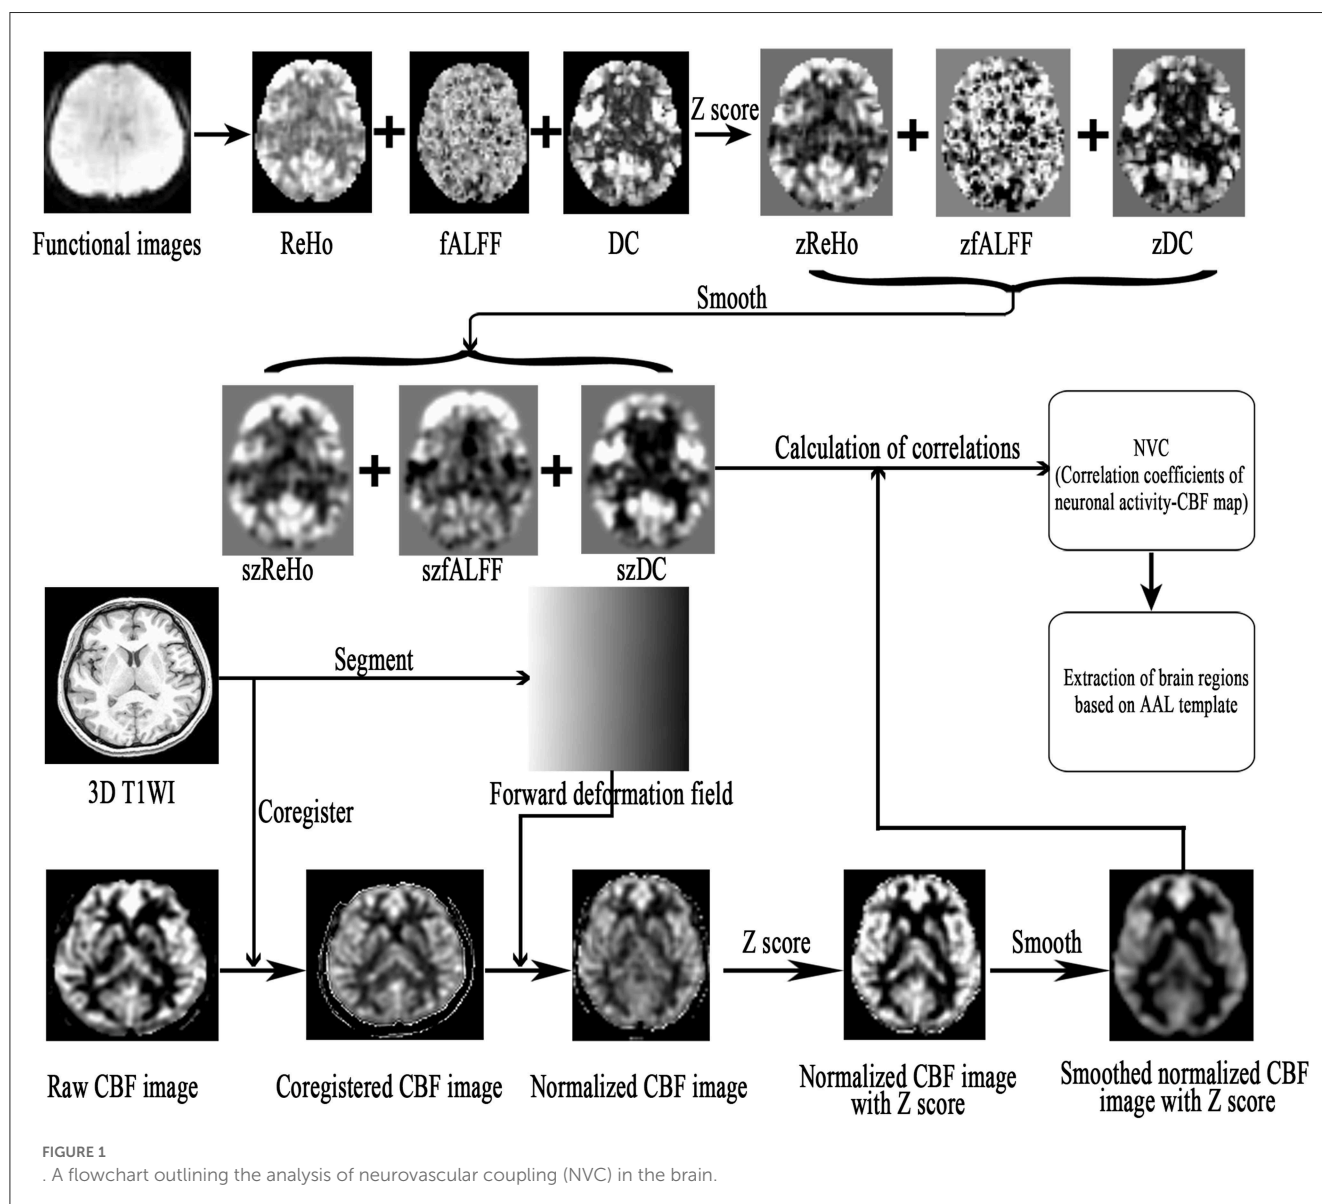 Z score
Functional images
ReHo
fALFF
DC
zReHo
zfALFF
zDC
Smooth
Calculation of correlations
NVC
(Correlation coefficients of
neuronal activity-CBF map)
szReHo
szfALFF
szDC
Segment
Extraction of brain regions
based on AAL template
3D T1WI
Forward deformation field
Coregister
Z score
Smooth
Raw CBF image
Coregistered CBF image
Normalized CBF image
Normalized CBF image
with Z score
Smoothed normalized CBF
image with Z score
FIGURE 1
. A flowchart outlining the analysis of neurovascular coupling (NVC) in the brain.